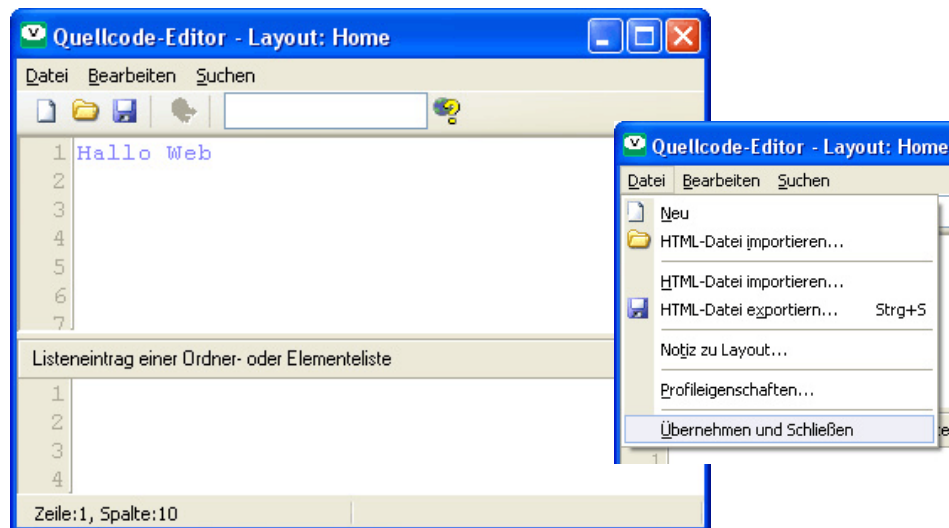 Quellcode-Editor - Layout: Home
Datei Bearbeiten Suchen
1 Hallo Web
2
3
4
5
6
7
Listeneintrag einer Ordner- oder Elementeliste
1
2
3
4
Zeile:1, Spalte:10
Quellcode-Editor - Layout: Home
Datei Bearbeiten Suchen
Neu
HTML-Datei importieren...
HTML-Datei importieren...
HTML-Datei exportiern... Strg+S
Notiz zu Layout...
Profileigenschaften...
Übernehmen und Schließen
1